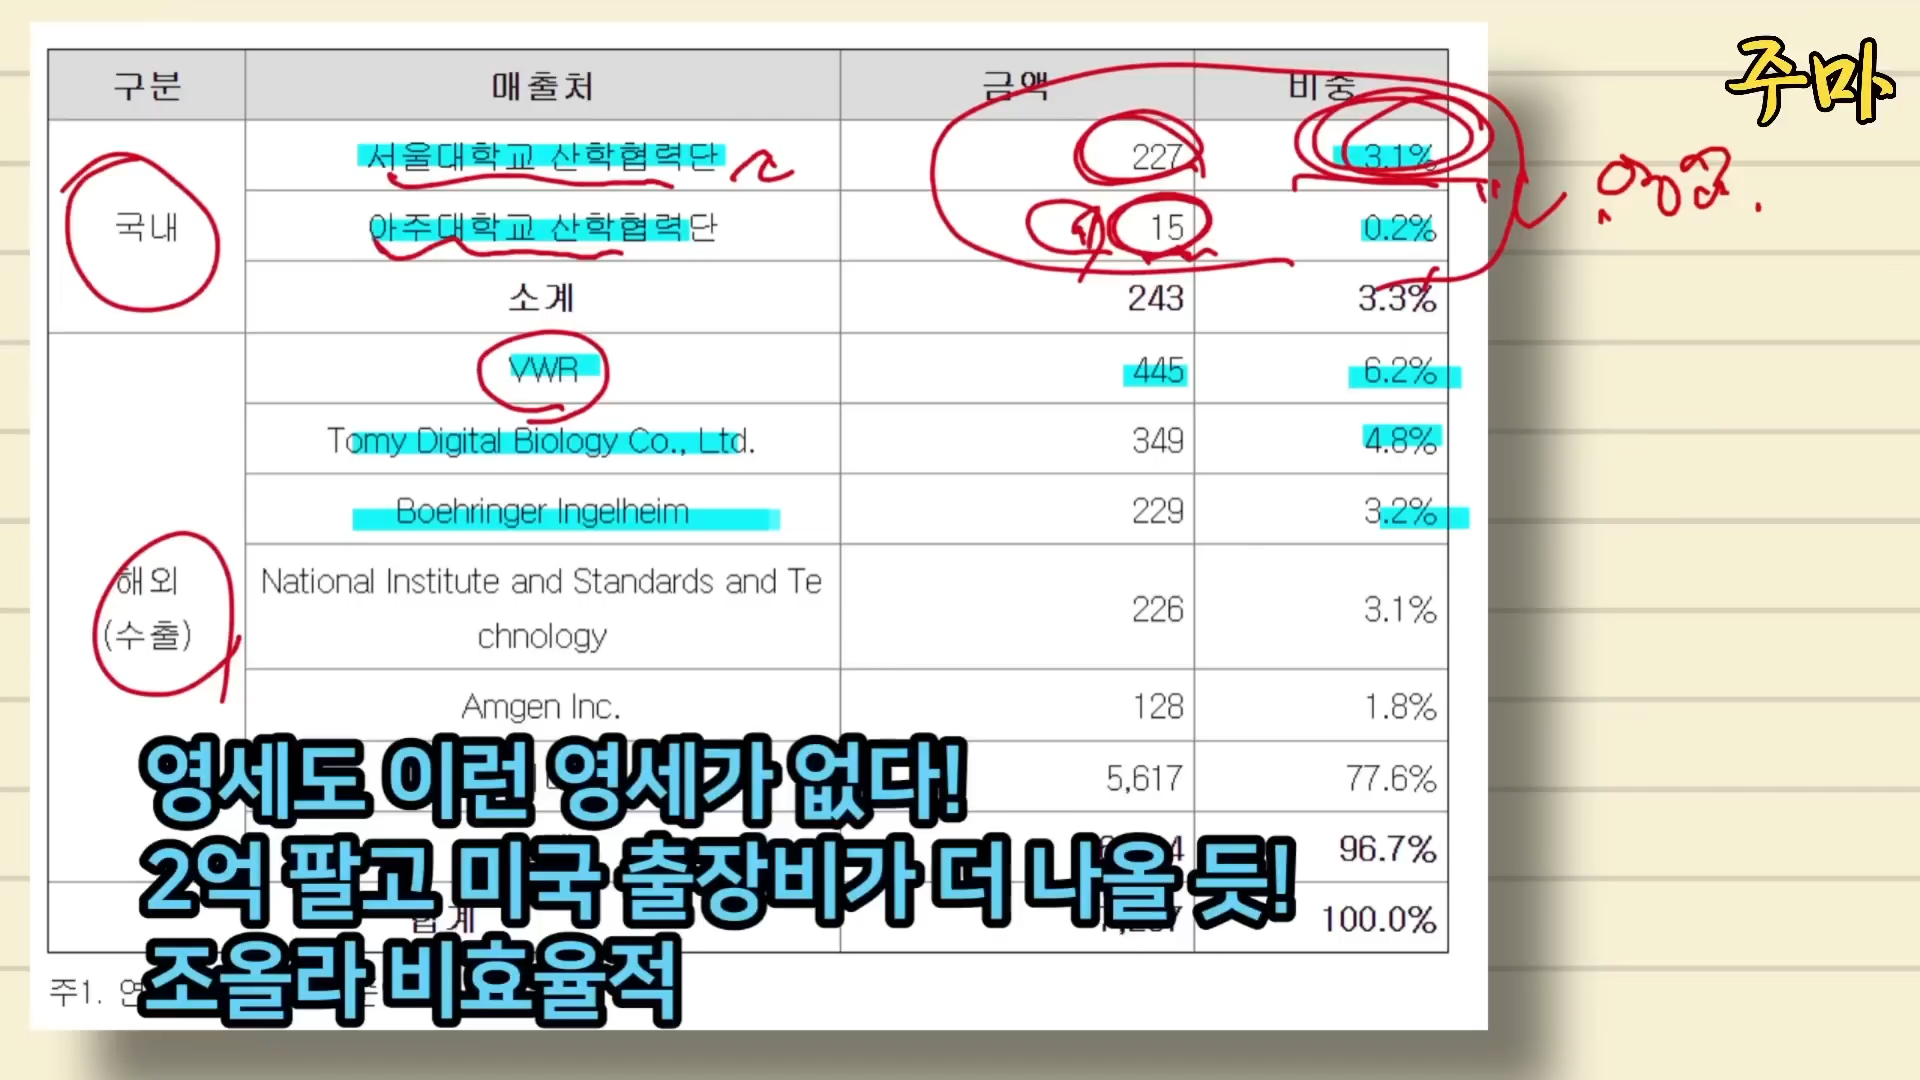 주마
구분 매출처 금액 비중
국내
서울대학교 산학협력단 227 3.1%
아주대학교 산학협력단 15 0.2%
소계 243 3.3%
해외
(수출)
VWR 445 6.2%
Tomy Digital Biology Co., Ltd. 349 4.8%
Boehringer Ingelheim 229 3.2%
National Institute and Standards and Te
chnology 226 3.1%
Amgen Inc. 128 1.8%
5,617 77.6%
96.7%
합계 100.0%
주1.
영세도 이런 영세가 없다!
2억 팔고 미국 출장비가 더 나올 듯!
조올라 비효율적